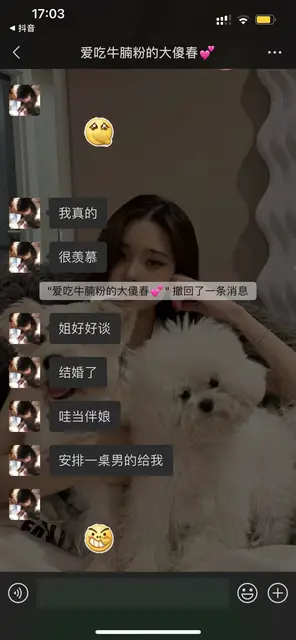 17:03
抖音
爱吃牛腩粉的大傻春💕
我真的
很羡慕
"爱吃牛腩粉的大傻春💕" 撤回了一条消息
姐好好谈
结婚了
哇当伴娘
安排一桌男的给我